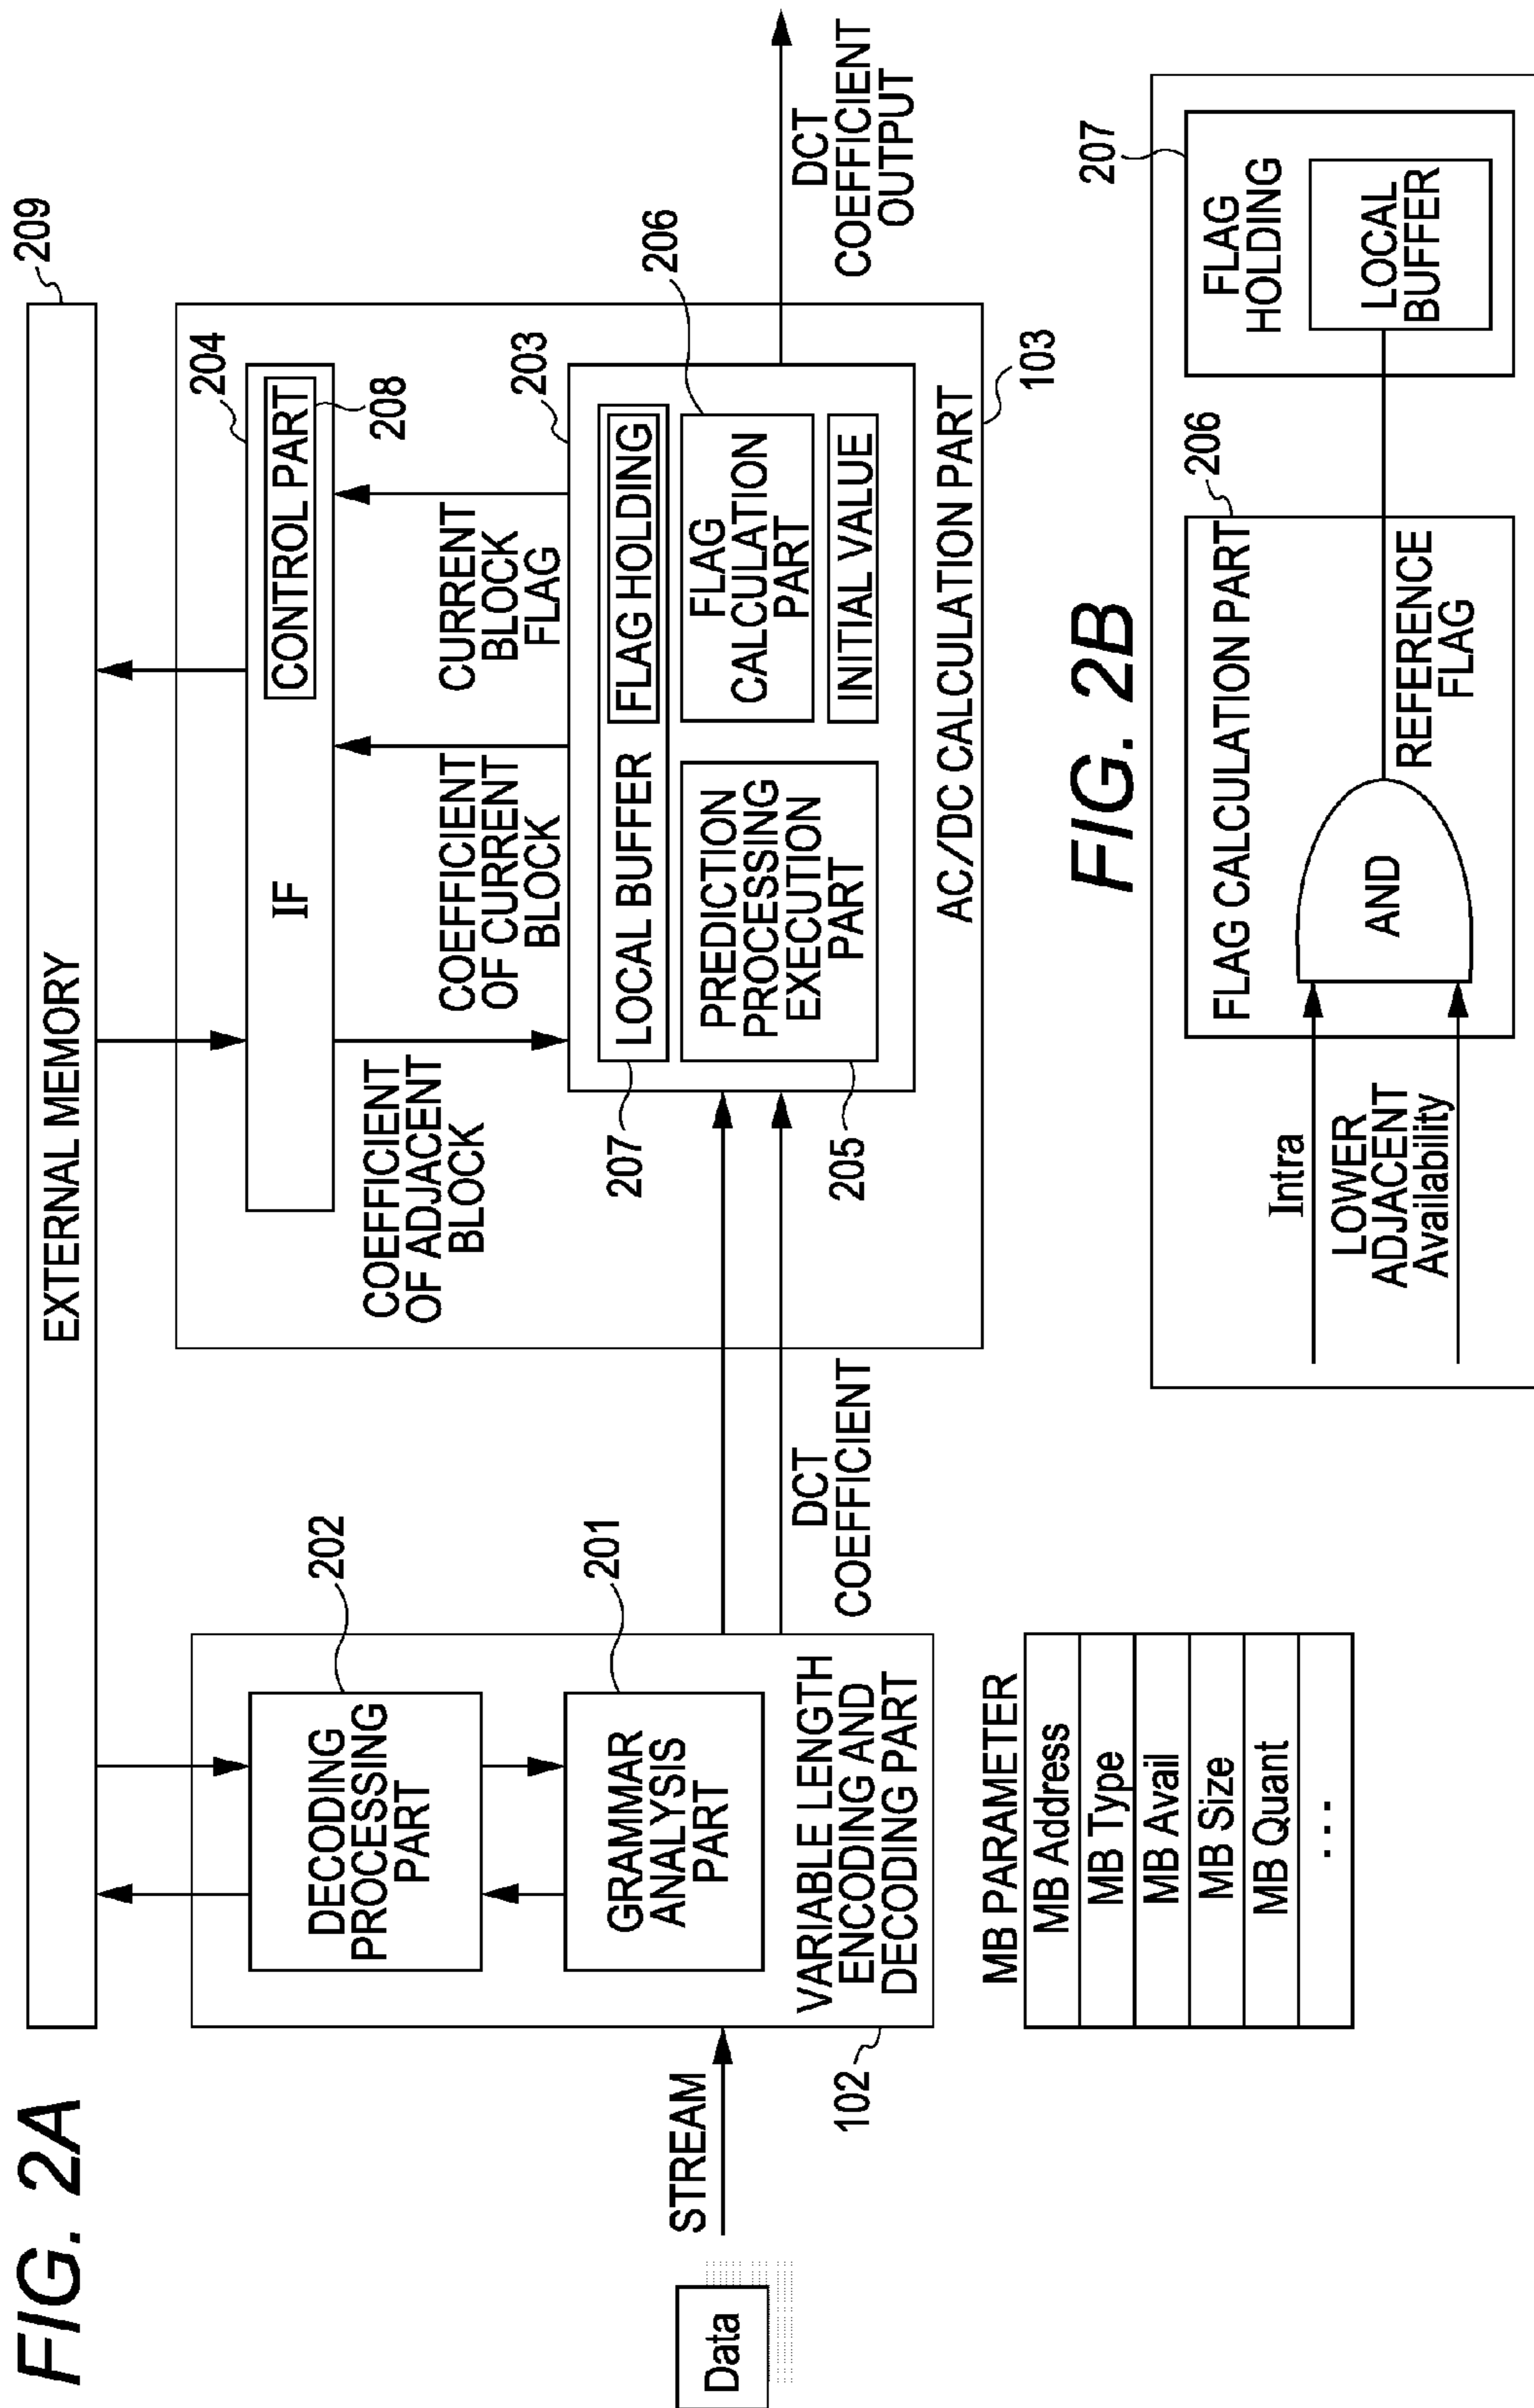 FIG. 2A
EXTERNAL MEMORY
209
Data
STREAM
102
DECODING
PROCESSING
PART
202
GRAMMAR
ANALYSIS
PART
201
VARIABLE LENGTH
ENCODING AND
DECODING PART
MB PARAMETER
MB Address
MB Type
MB Avail
MB Size
MB Quant
...
DCT
COEFFICIENT
IF
CONTROL PART
204
208
COEFFICIENT
OF ADJACENT
BLOCK
COEFFICIENT
OF CURRENT
BLOCK
CURRENT
BLOCK
FLAG
203
207
LOCAL BUFFER
FLAG HOLDING
205
PREDICTION
PROCESSING
EXECUTION
PART
FLAG
CALCULATION
PART
206
INITIAL VALUE
AC/DC CALCULATION PART
103
DCT
COEFFICIENT
OUTPUT
FIG. 2B
Intra
LOWER
ADJACENT
Availability
FLAG CALCULATION PART
206
AND
REFERENCE
FLAG
207
FLAG
HOLDING
LOCAL
BUFFER